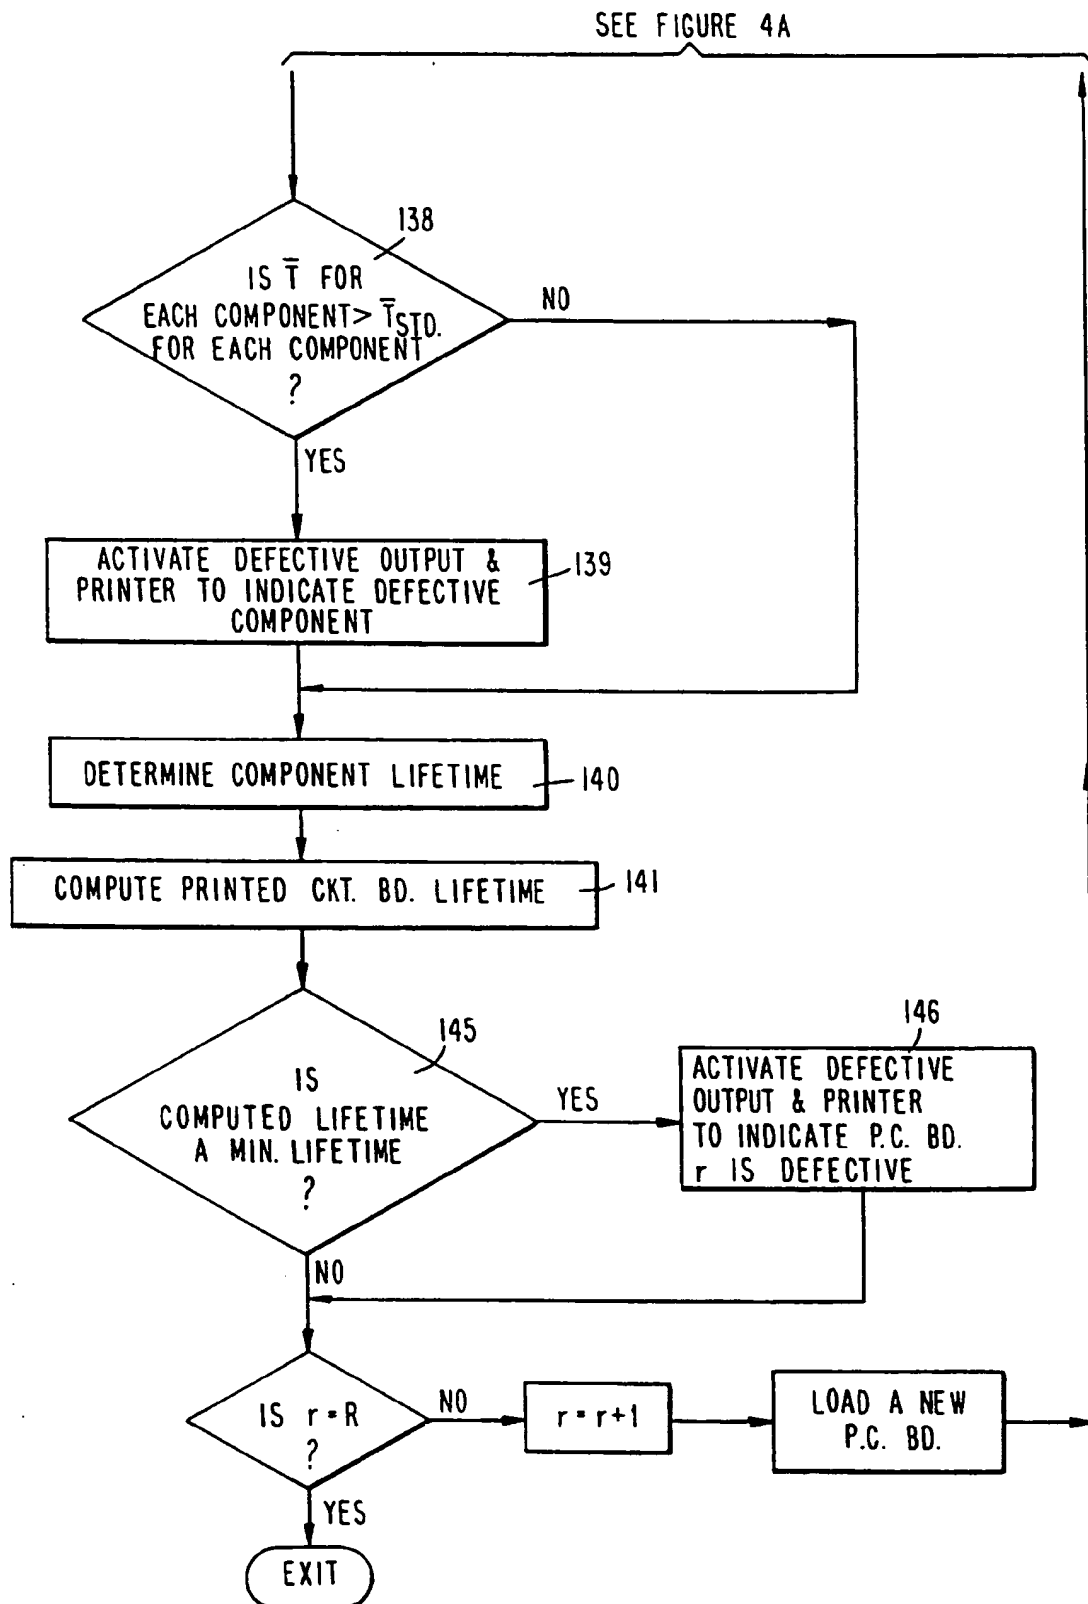 SEE FIGURE 4A
138
IS T̅ FOR
EACH COMPONENT> T̅STD.
FOR EACH COMPONENT
?
NO
YES
ACTIVATE DEFECTIVE OUTPUT &
PRINTER TO INDICATE DEFECTIVE
COMPONENT
139
DETERMINE COMPONENT LIFETIME
140
COMPUTE PRINTED CKT. BD. LIFETIME
141
145
IS
COMPUTED LIFETIME
A MIN. LIFETIME
?
YES
146
ACTIVATE DEFECTIVE
OUTPUT & PRINTER
TO INDICATE P.C. BD.
r IS DEFECTIVE
NO
IS r=R
?
NO
r=r+1
LOAD A NEW
P.C. BD.
YES
EXIT